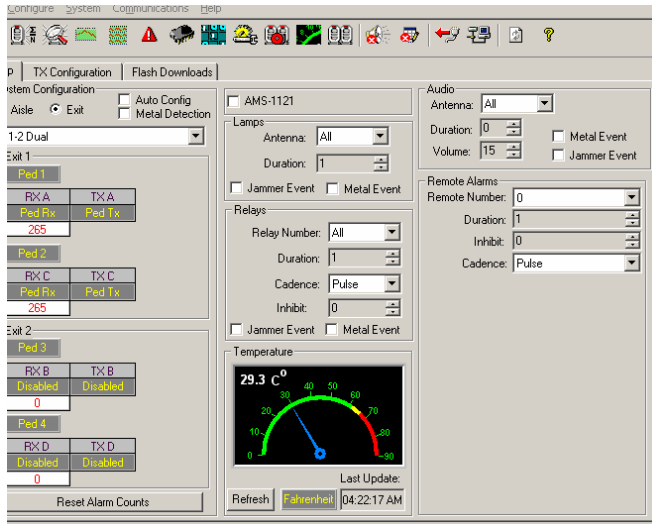 Configure System Communications Help
TX Configuration Flash Downloads
System Configuration
Aisle Exit
Auto Config
Metal Detection
1-2 Dual
Exit 1
Ped 1
RX A TX A
Ped Rx Ped Tx
265
Ped 2
RX C TX C
Ped Rx Ped Tx
265
Exit 2
Ped 3
RX B TX B
Disabled Disabled
0
Ped 4
RX D TX D
Disabled Disabled
0
Reset Alarm Counts
AMS-1121
Lamps
Antenna: All
Duration: 1
Jammer Event Metal Event
Relays
Relay Number: All
Duration: 1
Cadence: Pulse
Inhibit: 0
Jammer Event Metal Event
Temperature
29.3 C⁰
0 10 20 30 40 50 60 70 80 90
Last Update:
Refresh Fahrenheit 04:22:17 AM
Audio
Antenna: All
Duration: 0
Volume: 15
Metal Event
Jammer Event
Remote Alarms
Remote Number: 0
Duration: 1
Inhibit: 0
Cadence: Pulse